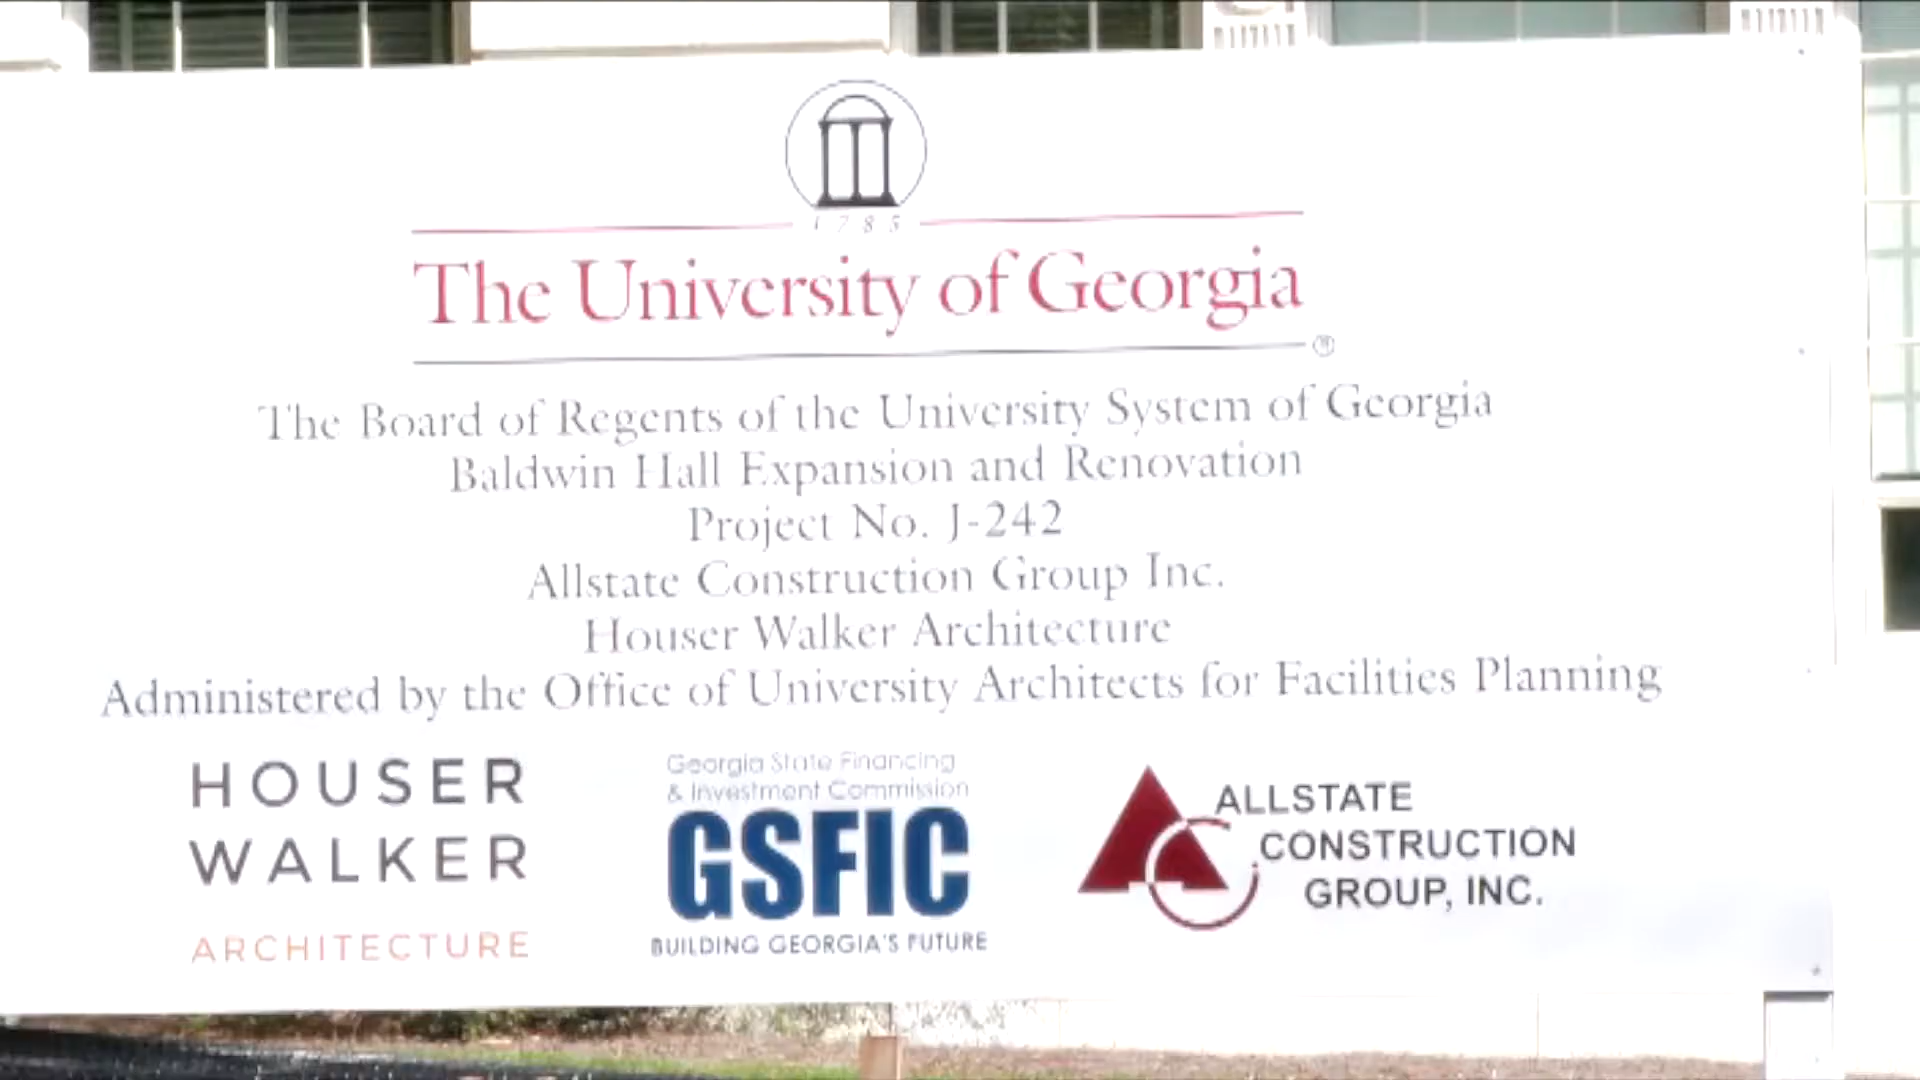 1785
The University of Georgia
®
The Board of Regents of the University System of Georgia
Baldwin Hall Expansion and Renovation
Project No. J-242
Allstate Construction Group Inc.
Houser Walker Architecture
Administered by the Office of University Architects for Facilities Planning
HOUSER
WALKER
ARCHITECTURE
Georgia State Financing
& Investment Commission
GSFIC
BUILDING GEORGIA'S FUTURE
ALLSTATE
CONSTRUCTION
GROUP, INC.